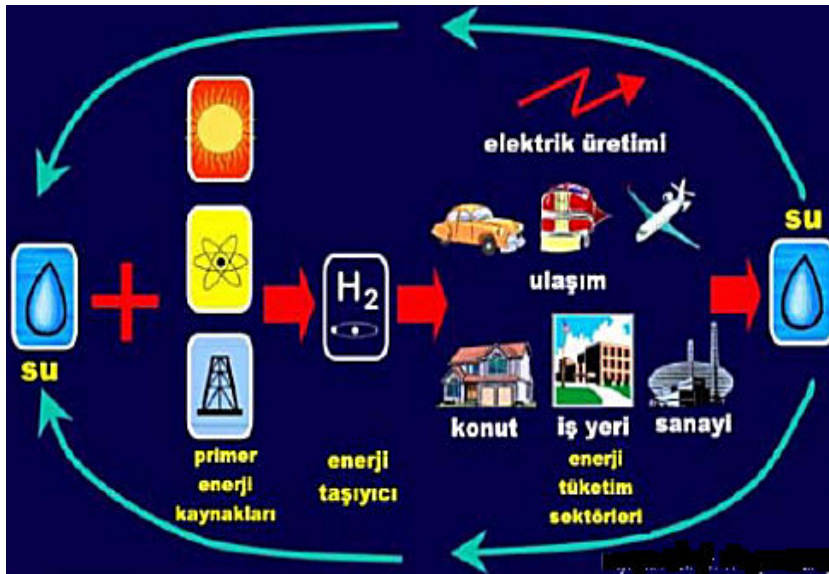 elektrik üretimi
su
H2
ulaşım
su
konut
iş yeri
sanayi
primer
enerji
kaynakları
enerji
taşıyıcı
enerji
tüketim
sektörleri